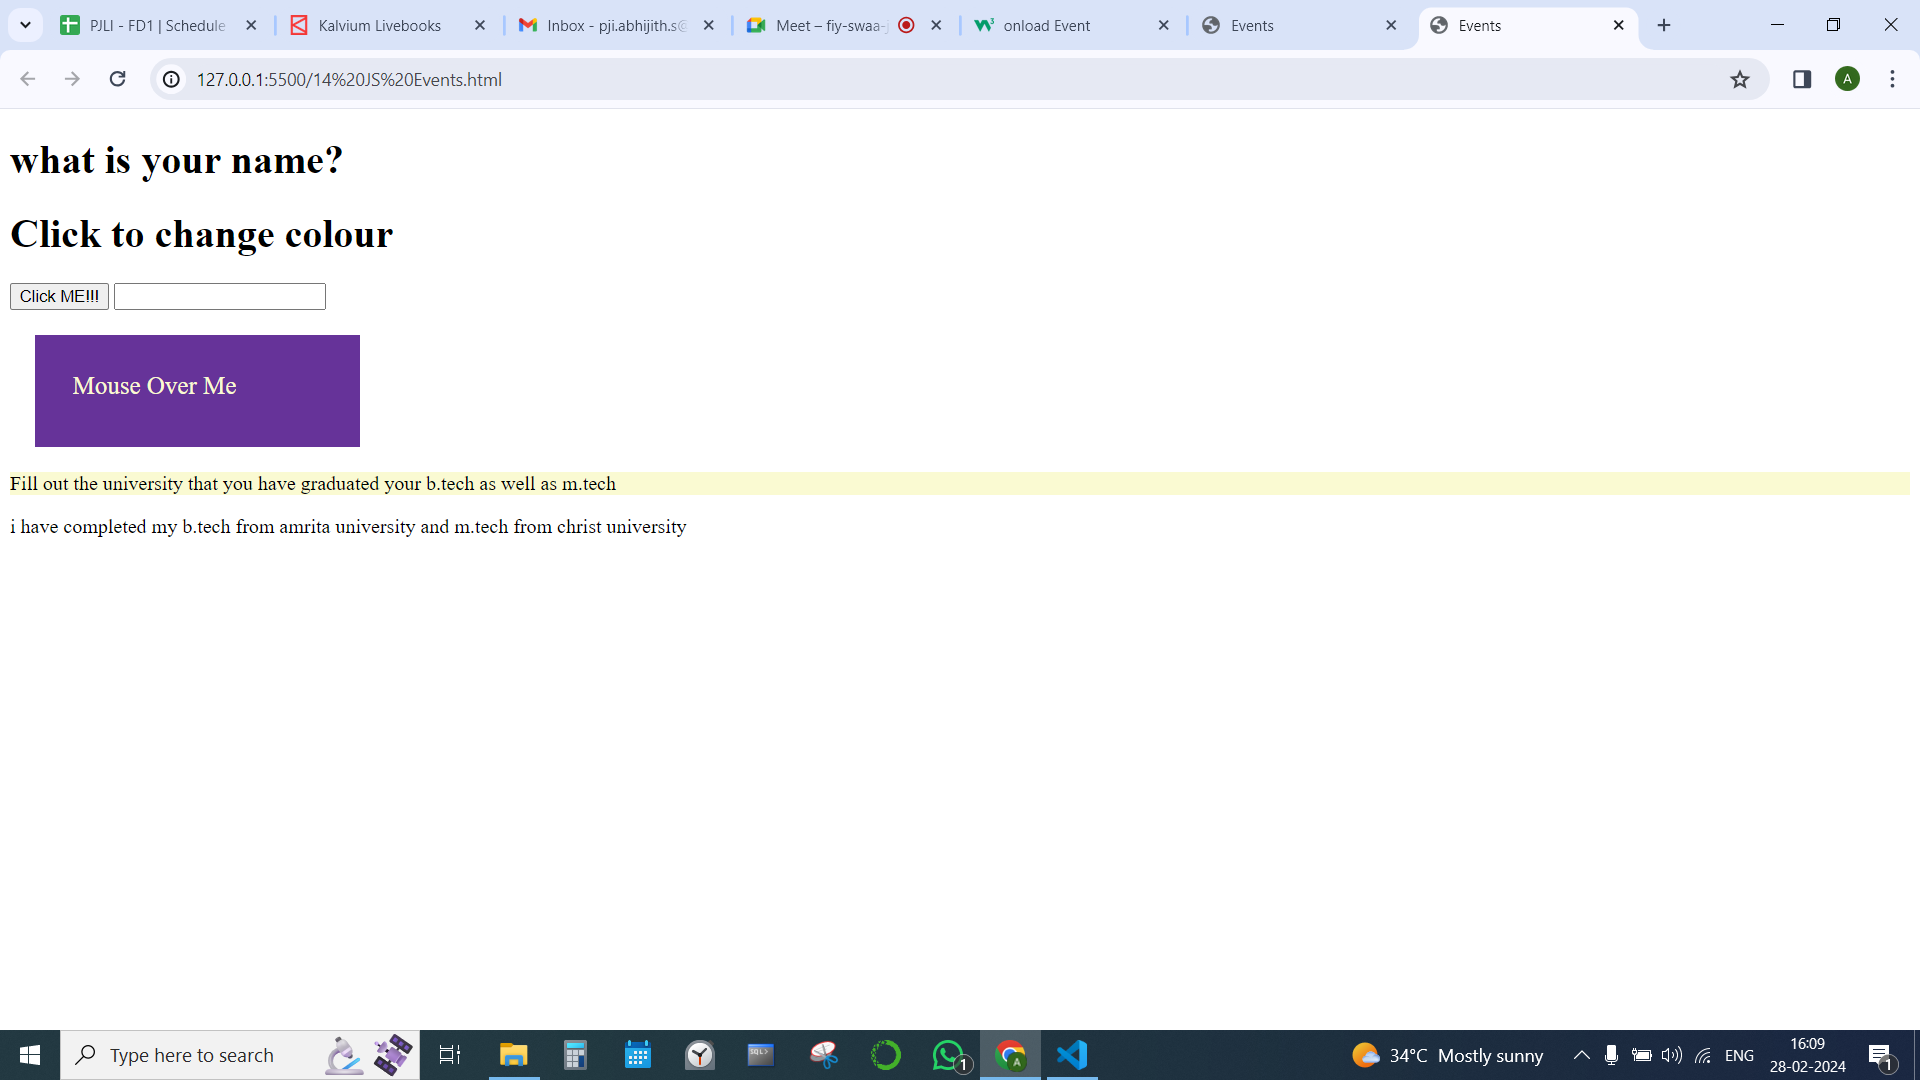 PJLI - FD1 | Schedule
Kalvium Livebooks
Inbox - pji.abhijith.s@
Meet – fiy-swaa-j
onload Event
Events
Events
127.0.0.1:5500/14%20JS%20Events.html
A
what is your name?
Click to change colour
Click ME!!!
Mouse Over Me
Fill out the university that you have graduated your b.tech as well as m.tech
i have completed my b.tech from amrita university and m.tech from christ university
Type here to search
SQL>
1
A
34°C Mostly sunny
ENG
16:09
28-02-2024
1